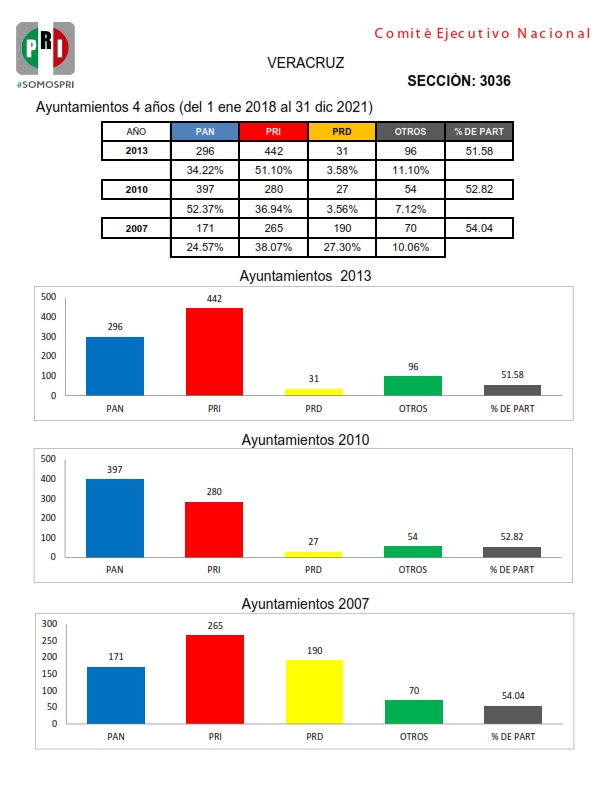 Comité Ejecutivo Nacional
PRI
#SOMOSPRI
VERACRUZ
SECCIÓN: 3036
Ayuntamientos 4 años (del 1 ene 2018 al 31 dic 2021)
AÑO PAN PRI PRD OTROS % DE PART
2013 296 442 31 96 51.58
34.22% 51.10% 3.58% 11.10%
2010 397 280 27 54 52.82
52.37% 36.94% 3.56% 7.12%
2007 171 265 190 70 54.04
24.57% 38.07% 27.30% 10.06%
Ayuntamientos 2013
500
400
300
200
100
0
296
442
31
96
51.58
PAN PRI PRD OTROS % DE PART
Ayuntamientos 2010
500
400
300
200
100
0
397
280
27
54
52.82
PAN PRI PRD OTROS % DE PART
Ayuntamientos 2007
300
250
200
150
100
50
0
171
265
190
70
54.04
PAN PRI PRD OTROS % DE PART